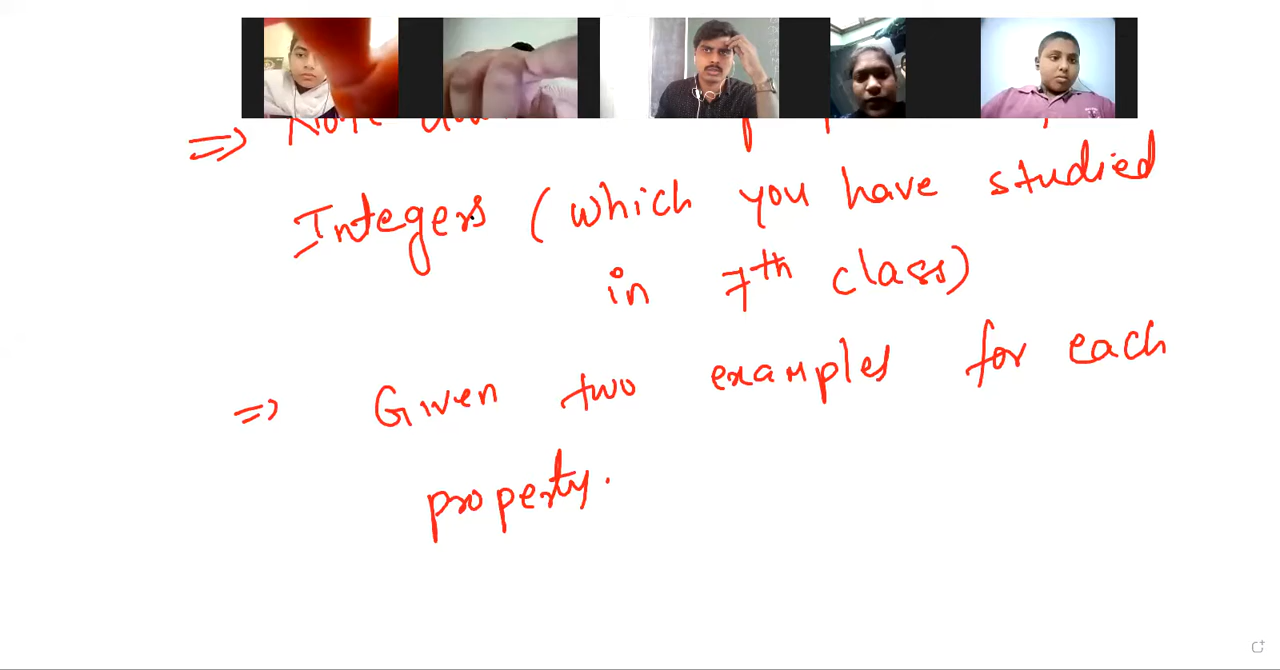 =>
Integers (which you have studied
in 7th class)
=> Given two examples for each
property.